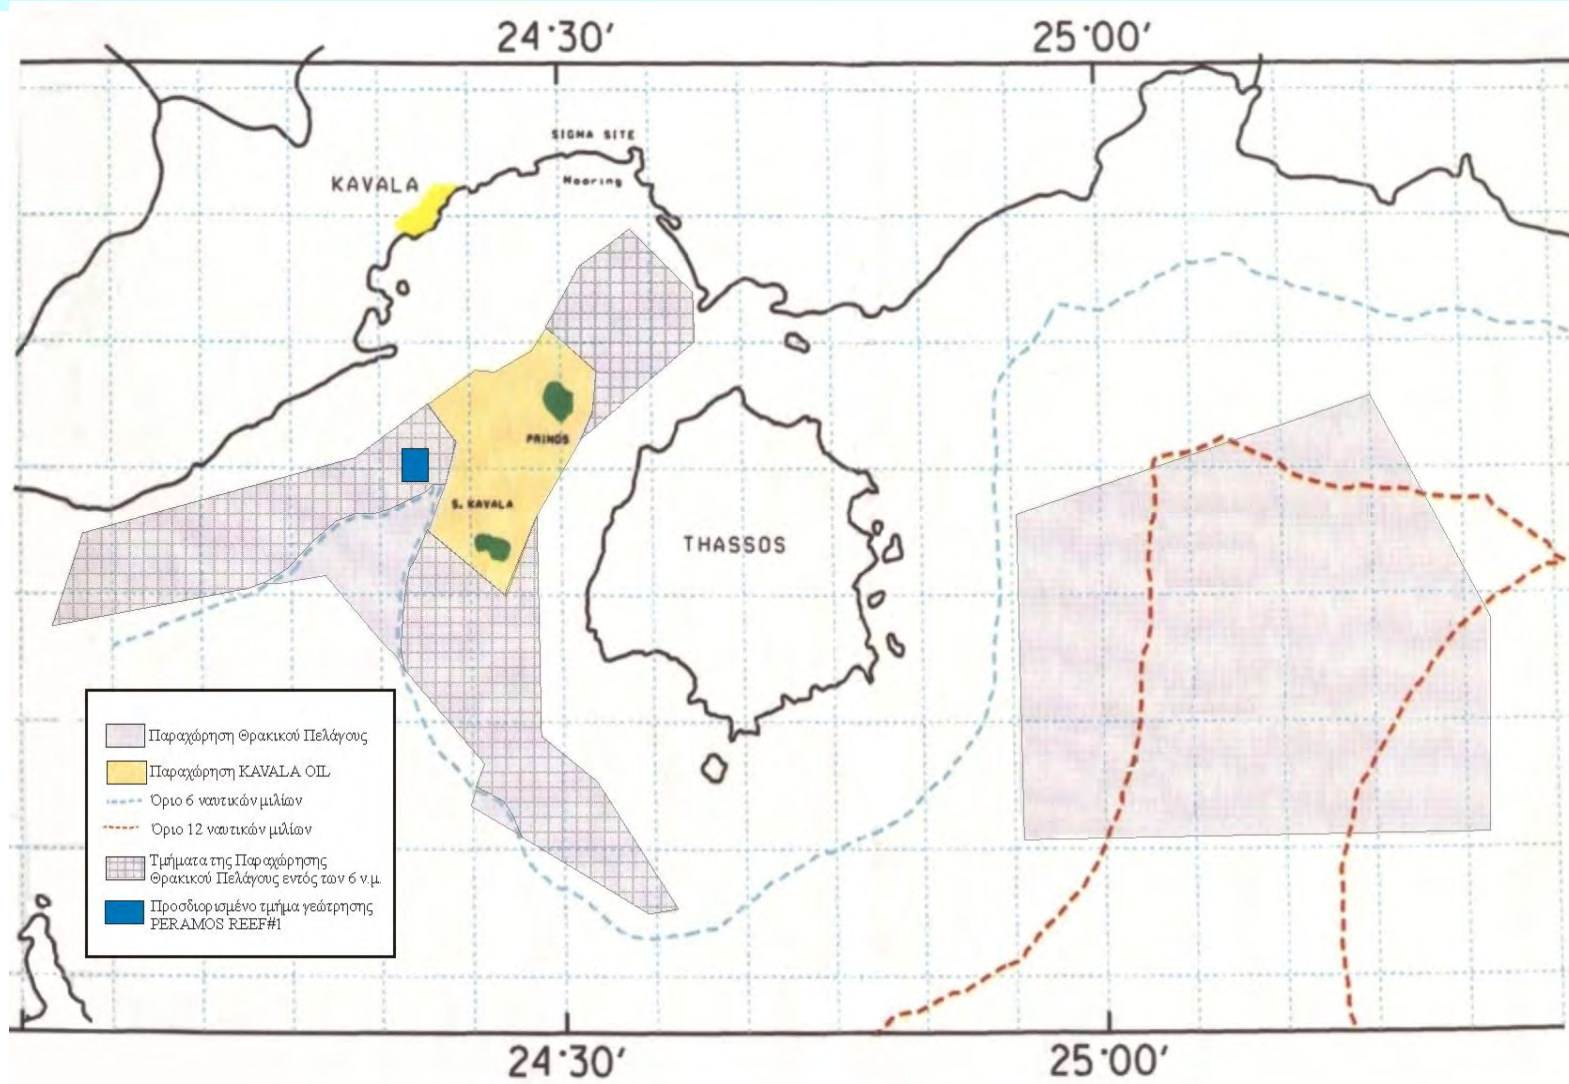 24·30′
25·00′
SIGMA SITE
Mooring
KAVALA
PRINOS
S. KAVALA
THASSOS
Παραχώρηση Θρακικού Πελάγους
Παραχώρηση KAVALA OIL
Όριο 6 ναυτικών μιλίων
Όριο 12 ναυτικών μιλίων
Τμήματα της Παραχώρησης
Θρακικού Πελάγους εντός των 6 ν.μ.
Προσδιορισμένο τμήμα γεώτρησης
PERAMOS REEF#1
24·30′
25·00′